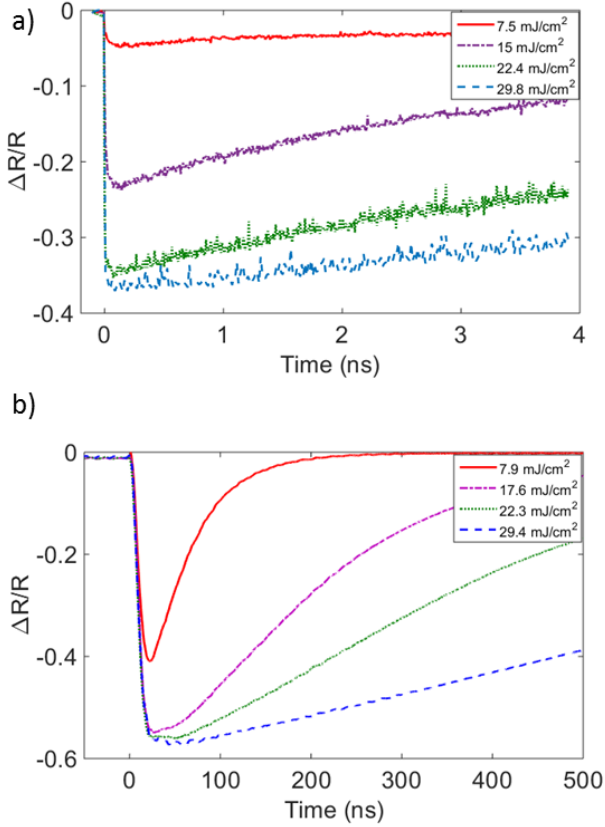 a)
0
-0.1
-0.2
-0.3
-0.4
ΔR/R
0 1 2 3 4
Time (ns)
7.5 mJ/cm²
15 mJ/cm²
22.4 mJ/cm²
29.8 mJ/cm²
b)
0
-0.2
-0.4
-0.6
ΔR/R
0 100 200 300 400 500
Time (ns)
7.9 mJ/cm²
17.6 mJ/cm²
22.3 mJ/cm²
29.4 mJ/cm²